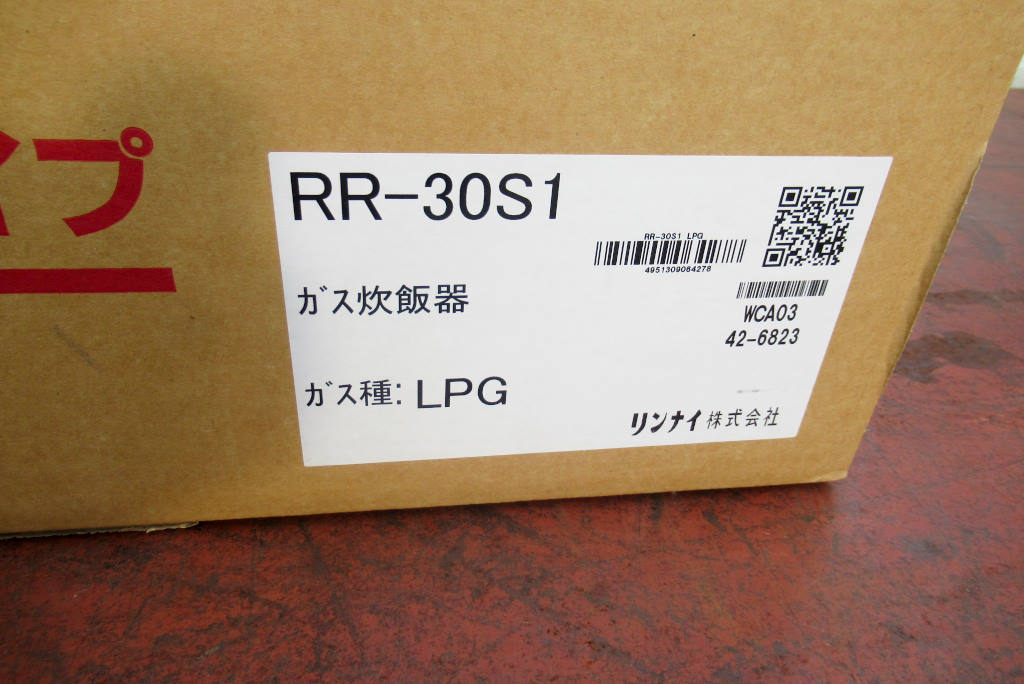 イプ
RR-30S1
RR-30S1 LPG
4951309064278
ガス炊飯器
WCA03
42-6823
ガス種: LPG
リンナイ株式会社